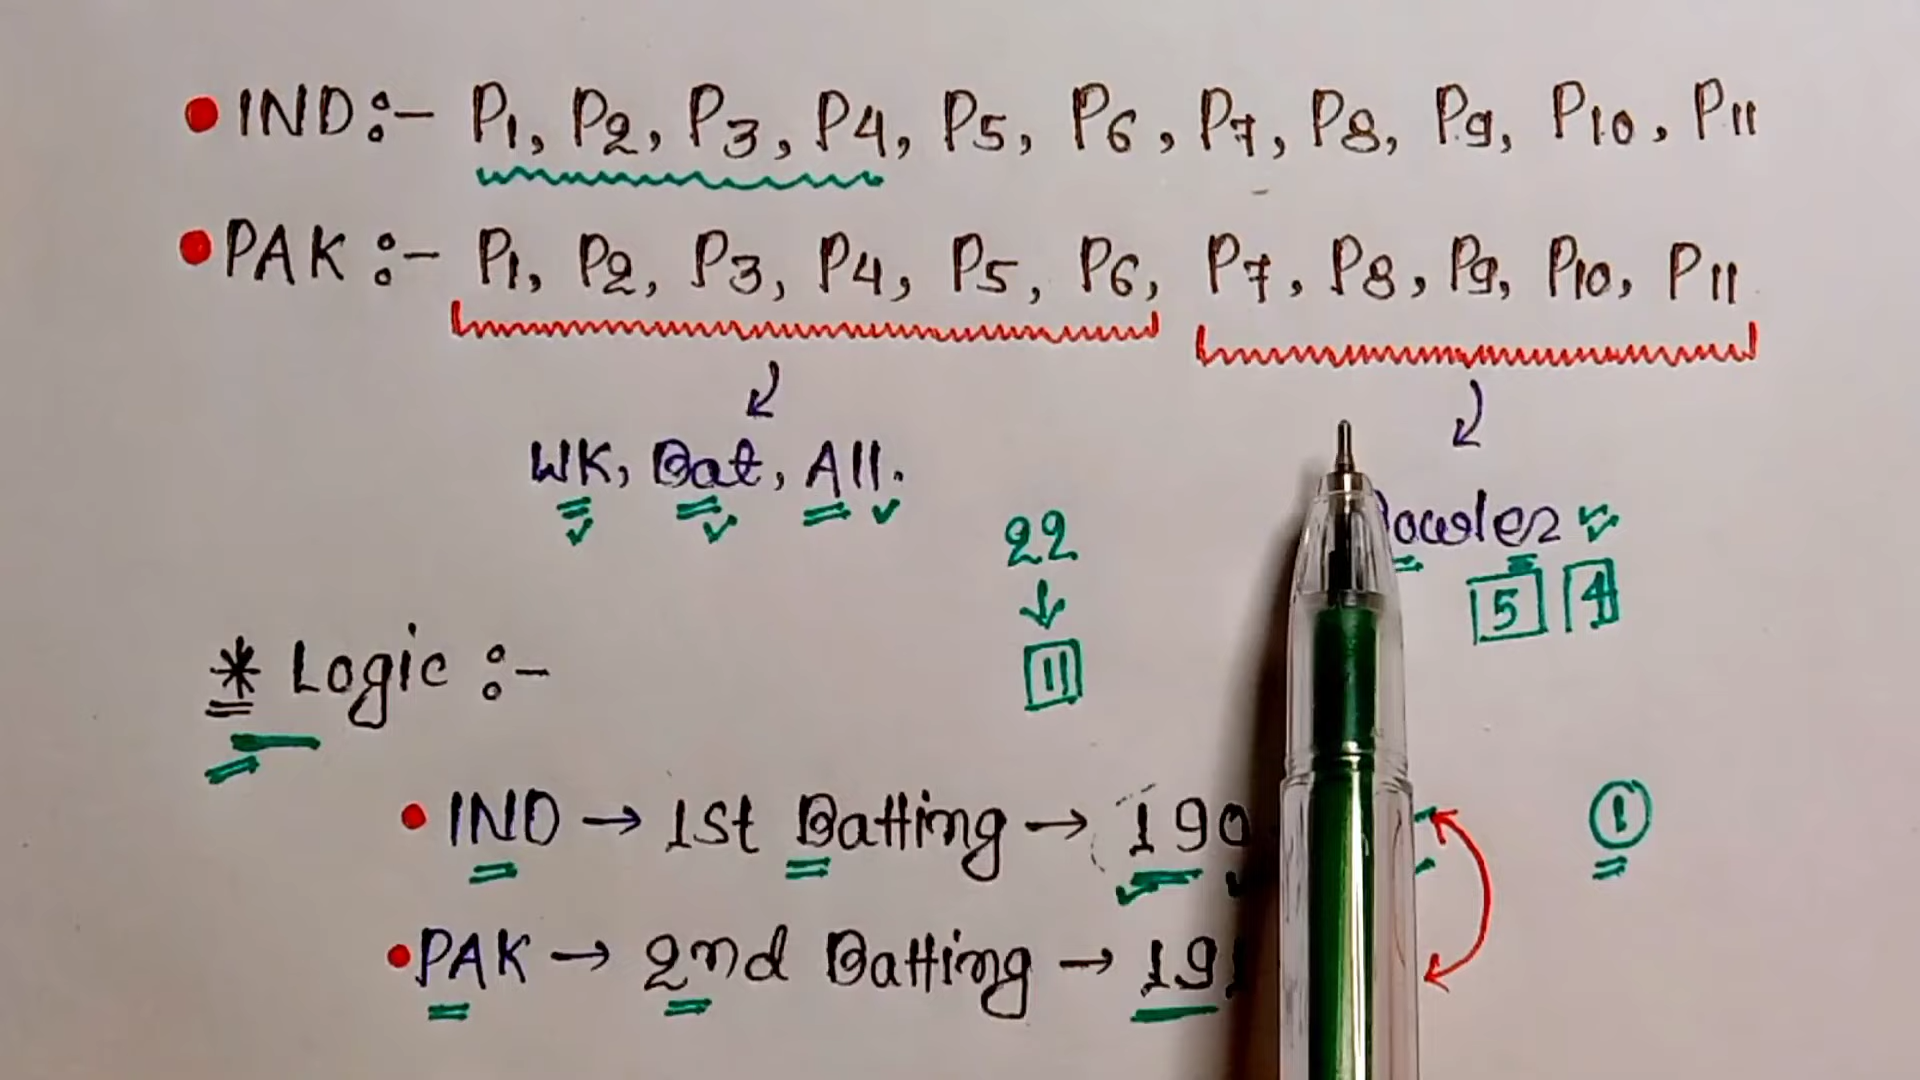 IND:- P1, P2, P3, P4, P5, P6, P7, P8, P9, P10, P11
PAK:- P1, P2, P3, P4, P5, P6, P7, P8, P9, P10, P11
WK, Bat, All.
22
11
5 4
* Logic :-
IND → 1st Batting → 190
1
PAK → 2nd Batting →